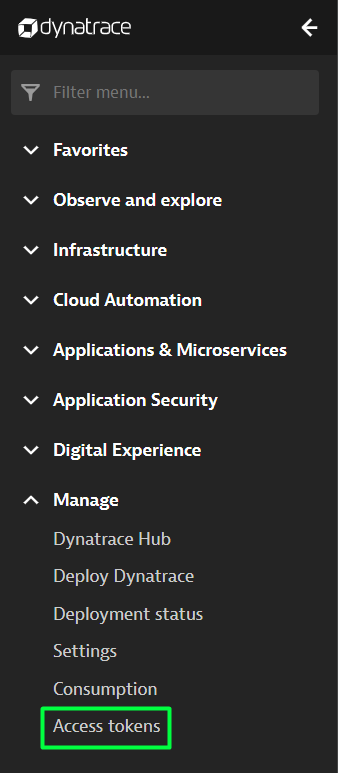 dynatrace
Filter menu...
Favorites
Observe and explore
Infrastructure
Cloud Automation
Applications & Microservices
Application Security
Digital Experience
Manage
Dynatrace Hub
Deploy Dynatrace
Deployment status
Settings
Consumption
Access tokens